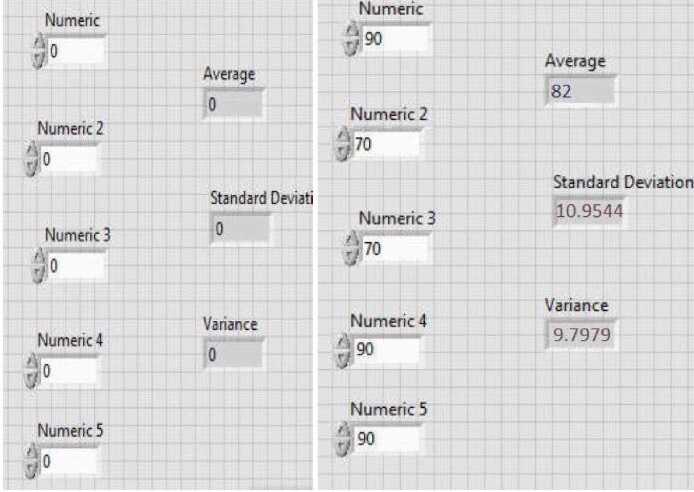 Numeric
0
Average
0
Numeric 2
0
Standard Deviati
0
Numeric 3
0
Variance
0
Numeric 4
0
Numeric 5
0
Numeric
90
Average
82
Numeric 2
70
Standard Deviation
10.9544
Numeric 3
70
Variance
9.7979
Numeric 4
90
Numeric 5
90